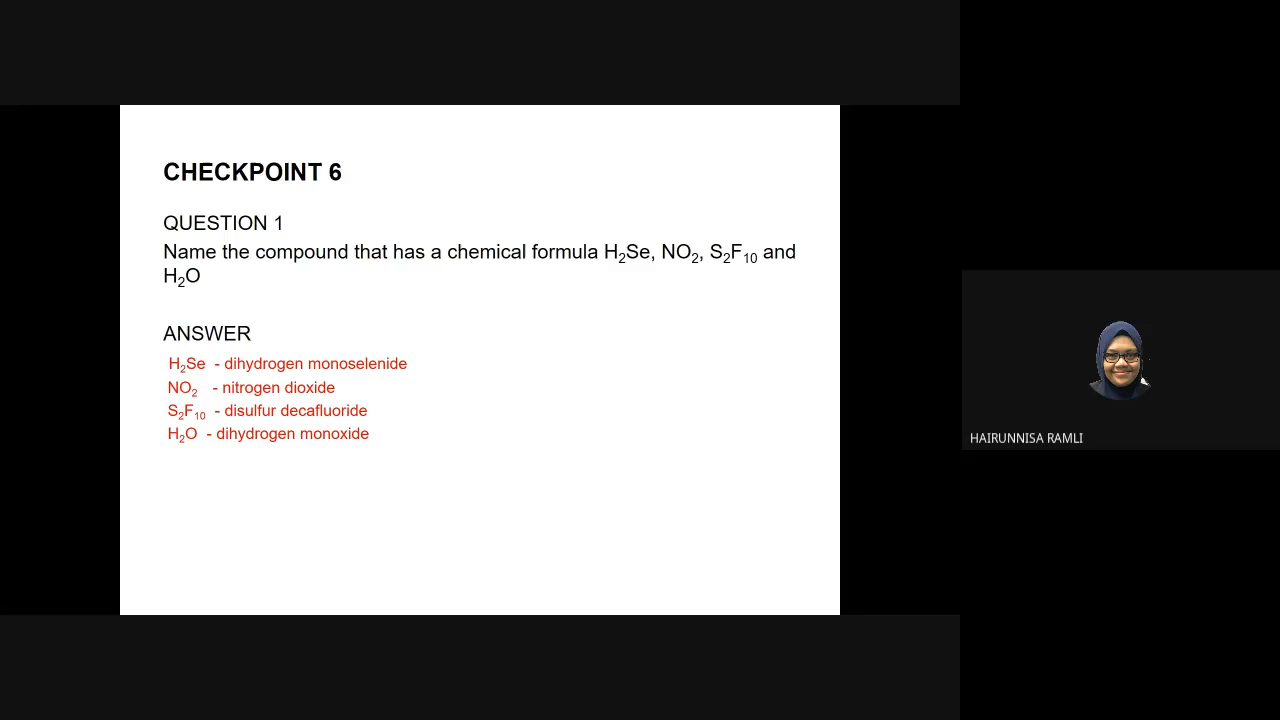 CHECKPOINT 6
QUESTION 1
Name the compound that has a chemical formula H₂Se, NO₂, S₂F₁₀ and
H₂O
ANSWER
H₂Se - dihydrogen monoselenide
NO₂ - nitrogen dioxide
S₂F₁₀ - disulfur decafluoride
H₂O - dihydrogen monoxide
HAIRUNNISA RAMLI